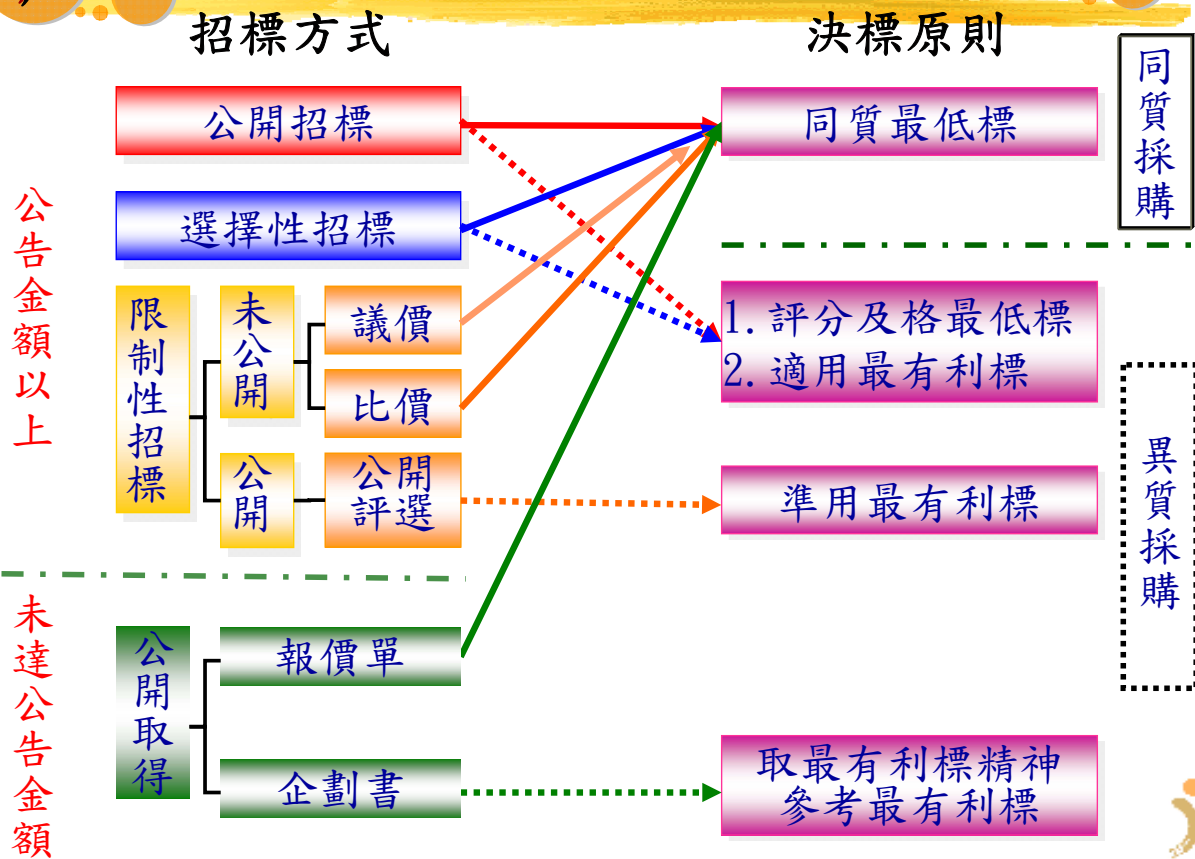 招標方式
決標原則
同質採購
公開招標
同質最低標
公告金額以上
選擇性招標
限制性招標
未公開
議價
比價
公開
公開
評選
1. 評分及格最低標
2. 適用最有利標
準用最有利標
異質採購
未達公告金額
公開取得
報價單
企劃書
取最有利標精神
參考最有利標